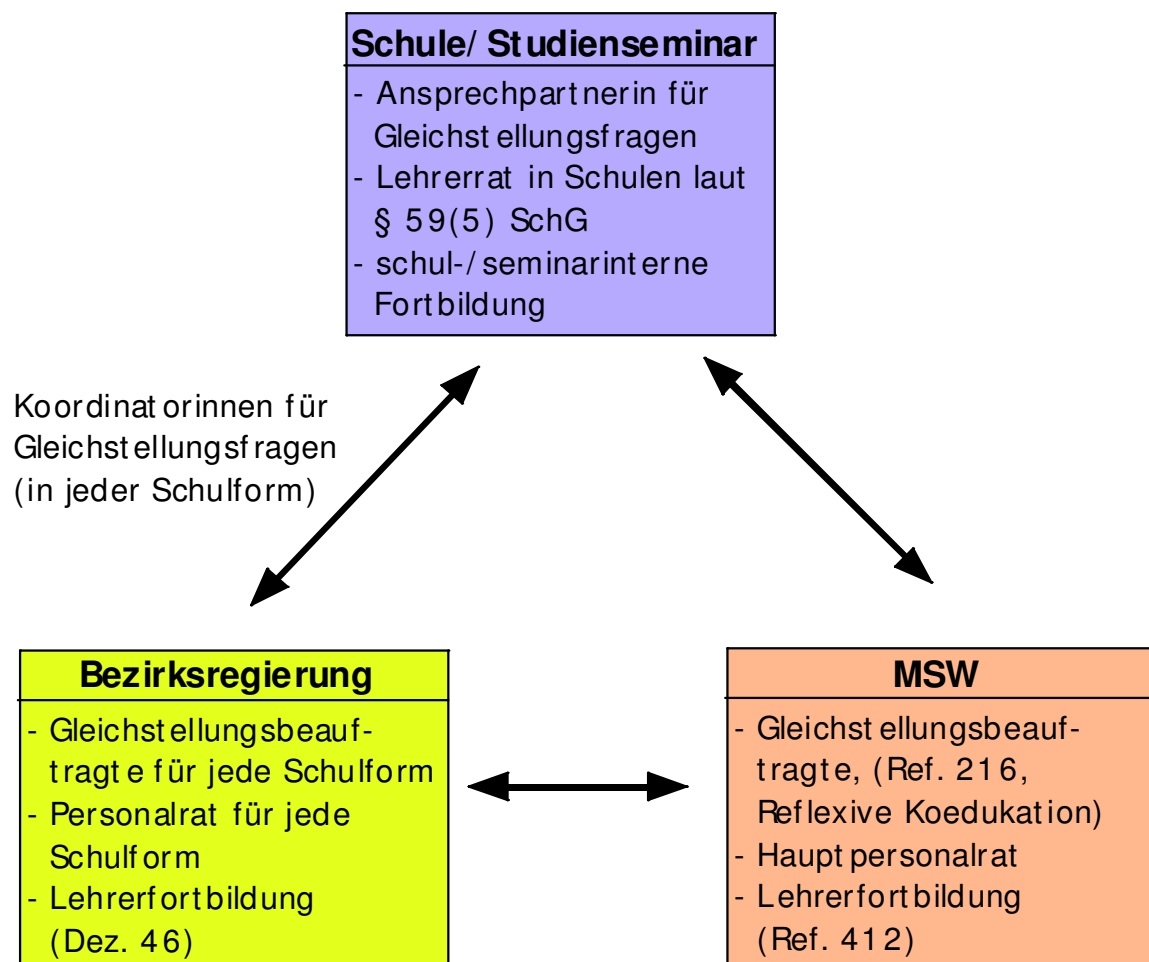 Schule/ Studienseminar
- Ansprechpartnerin für
Gleichstellungsfragen
- Lehrerrat in Schulen laut
§ 59(5) SchG
- schul-/ seminarinterne
Fortbildung
Koordinatorinnen für
Gleichstellungsfragen
(in jeder Schulform)
Bezirksregierung
- Gleichstellungsbeauf-
tragte für jede Schulform
- Personalrat für jede
Schulform
- Lehrerfortbildung
(Dez. 46)
MSW
- Gleichstellungsbeauf-
tragte, (Ref. 216,
Reflexive Koedukation)
- Hauptpersonalrat
- Lehrerfortbildung
(Ref. 412)